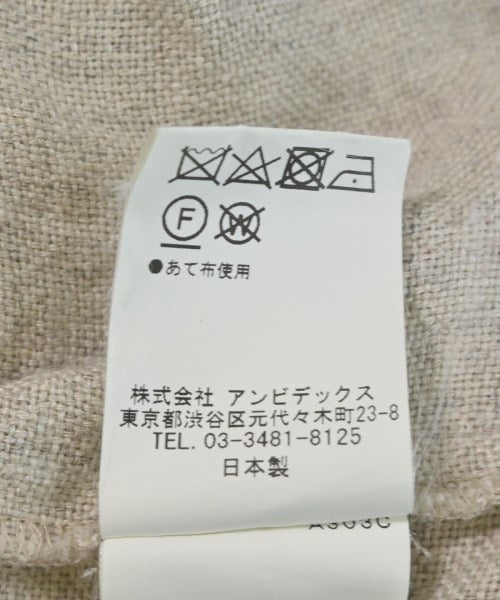 F W
●あて布使用
株式会社 アンビデックス
東京都渋谷区元代々木町23-8
TEL. 03-3481-8125
日本製
A303C